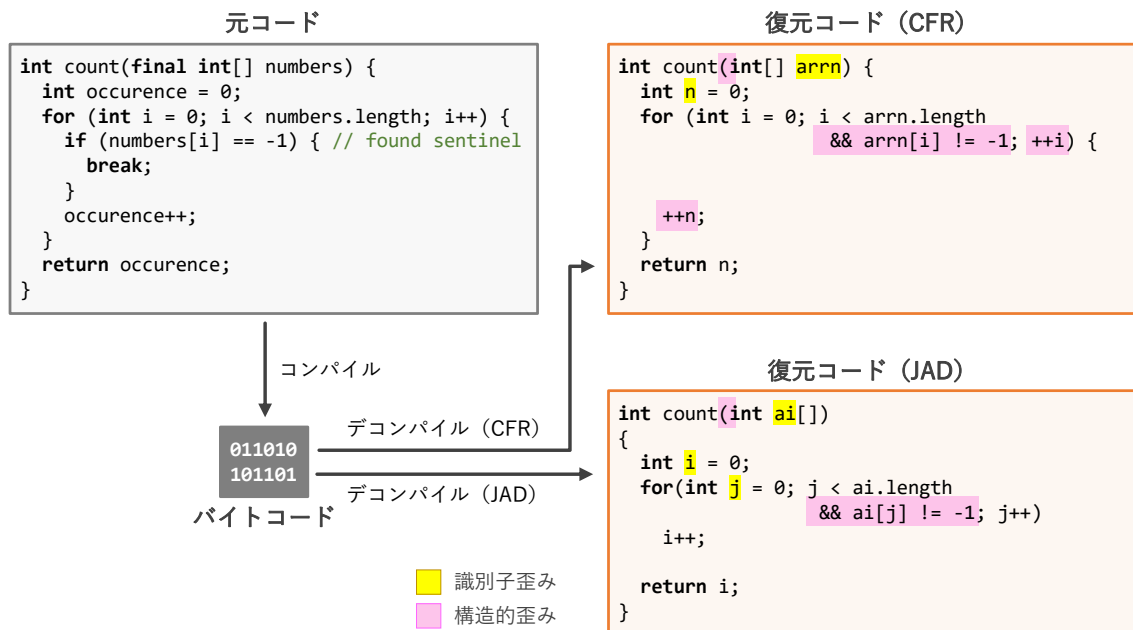 元コード
int count(final int[] numbers) {
  int occurence = 0;
  for (int i = 0; i < numbers.length; i++) {
    if (numbers[i] == -1) { // found sentinel
      break;
    }
    occurence++;
  }
  return occurence;
}
コンパイル
011010
101101
バイトコード
デコンパイル（CFR）
デコンパイル（JAD）
復元コード（CFR）
int count(int[] arrn) {
  int n = 0;
  for (int i = 0; i < arrn.length
                  && arrn[i] != -1; ++i) {
    ++n;
  }
  return n;
}
復元コード（JAD）
int count(int ai[])
{
  int i = 0;
  for(int j = 0; j < ai.length
                  && ai[j] != -1; j++)
    i++;
  return i;
}
識別子歪み
構造的歪み